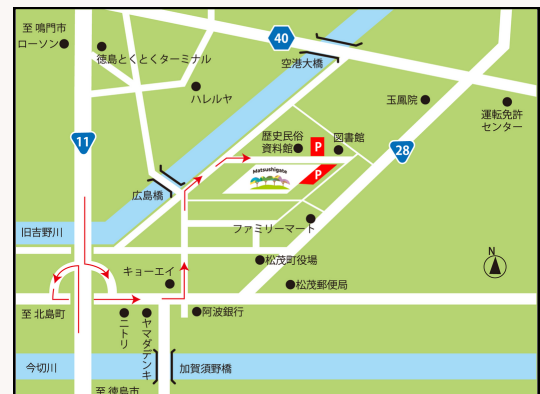 至 鳴門市
ローソン
徳島とくとくターミナル
40
空港大橋
ハレルヤ
玉鳳院
運転免許
センター
11
歴史民俗
資料館
P
図書館
28
Matsushigate
P
広島橋
旧吉野川
ファミリーマート
松茂町役場
N
キョーエイ
松茂郵便局
至 北島町
ニトリ
ヤマダデンキ
阿波銀行
今切川
加賀須野橋
至 徳島市